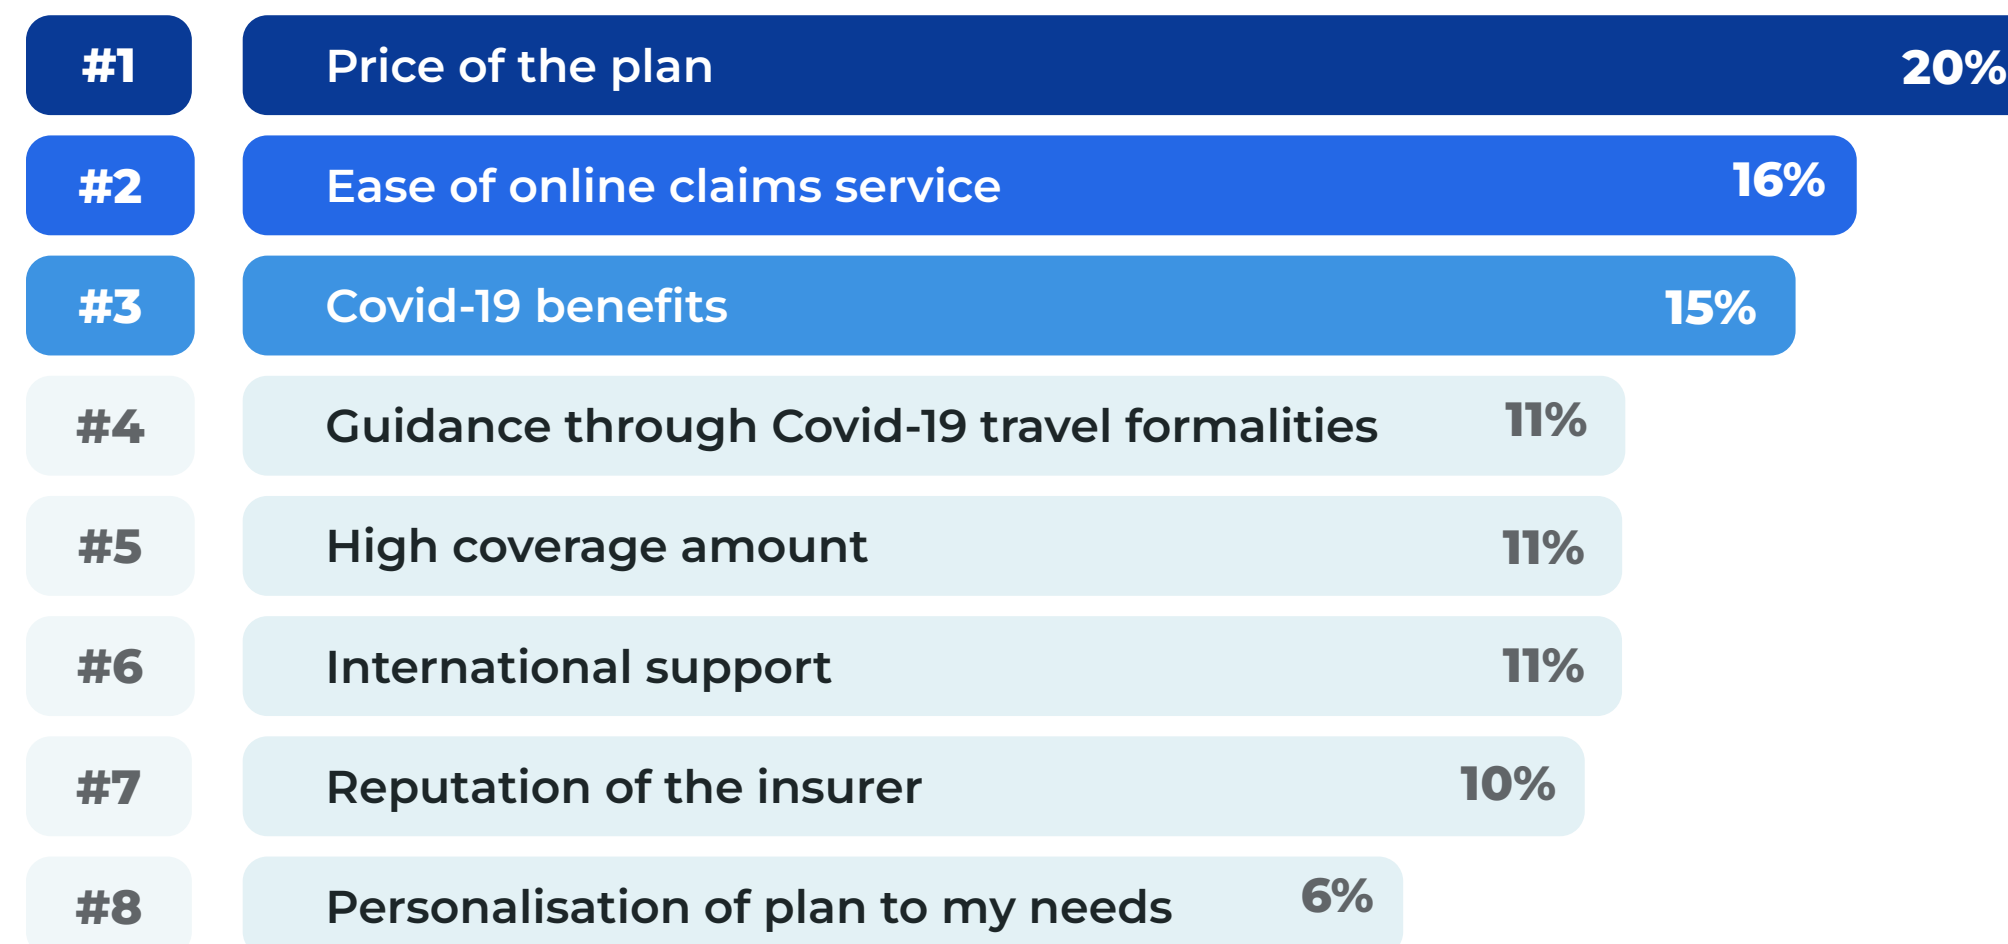 #1 Price of the plan 20%
#2 Ease of online claims service 16%
#3 Covid-19 benefits 15%
#4 Guidance through Covid-19 travel formalities 11%
#5 High coverage amount 11%
#6 International support 11%
#7 Reputation of the insurer 10%
#8 Personalisation of plan to my needs 6%